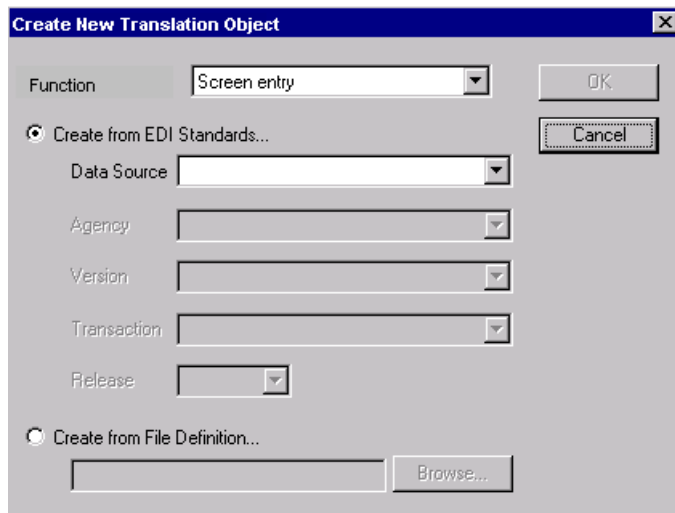 Create New Translation Object
Function Screen entry OK
Create from EDI Standards... Cancel
Data Source
Agency
Version
Transaction
Release
Create from File Definition...
Browse...